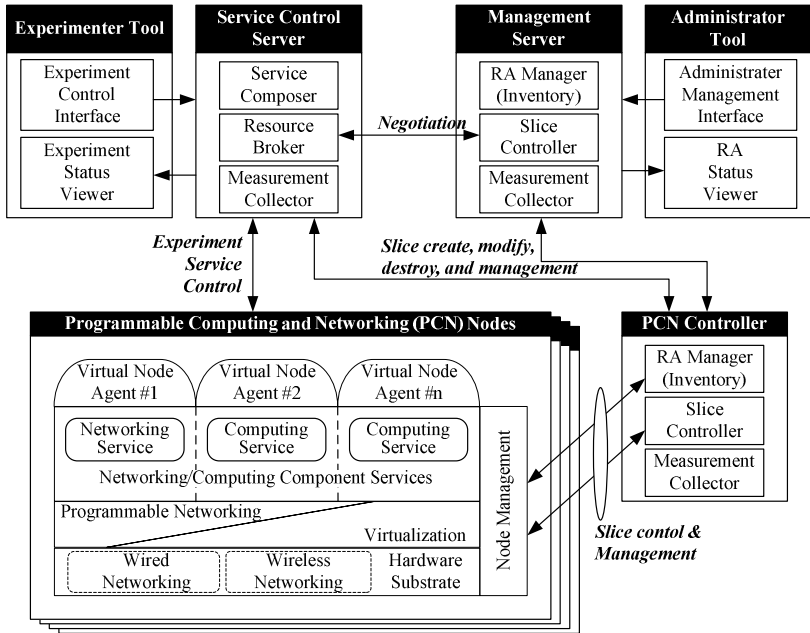 Experimenter Tool
Experiment
Control
Interface
Experiment
Status
Viewer
Service Control
Server
Service
Composer
Resource
Broker
Measurement
Collector
Negotiation
Management
Server
RA Manager
(Inventory)
Slice
Controller
Measurement
Collector
Administrator
Tool
Administrater
Management
Interface
RA
Status
Viewer
Experiment
Service
Control
Slice create, modify,
destroy, and management
Programmable Computing and Networking (PCN) Nodes
Virtual Node
Agent #1
Virtual Node
Agent #2
Virtual Node
Agent #n
Networking
Service
Computing
Service
Computing
Service
Networking/Computing Component Services
Programmable Networking
Virtualization
Wired
Networking
Wireless
Networking
Hardware
Substrate
Node Management
PCN Controller
RA Manager
(Inventory)
Slice
Controller
Measurement
Collector
Slice contol &
Management